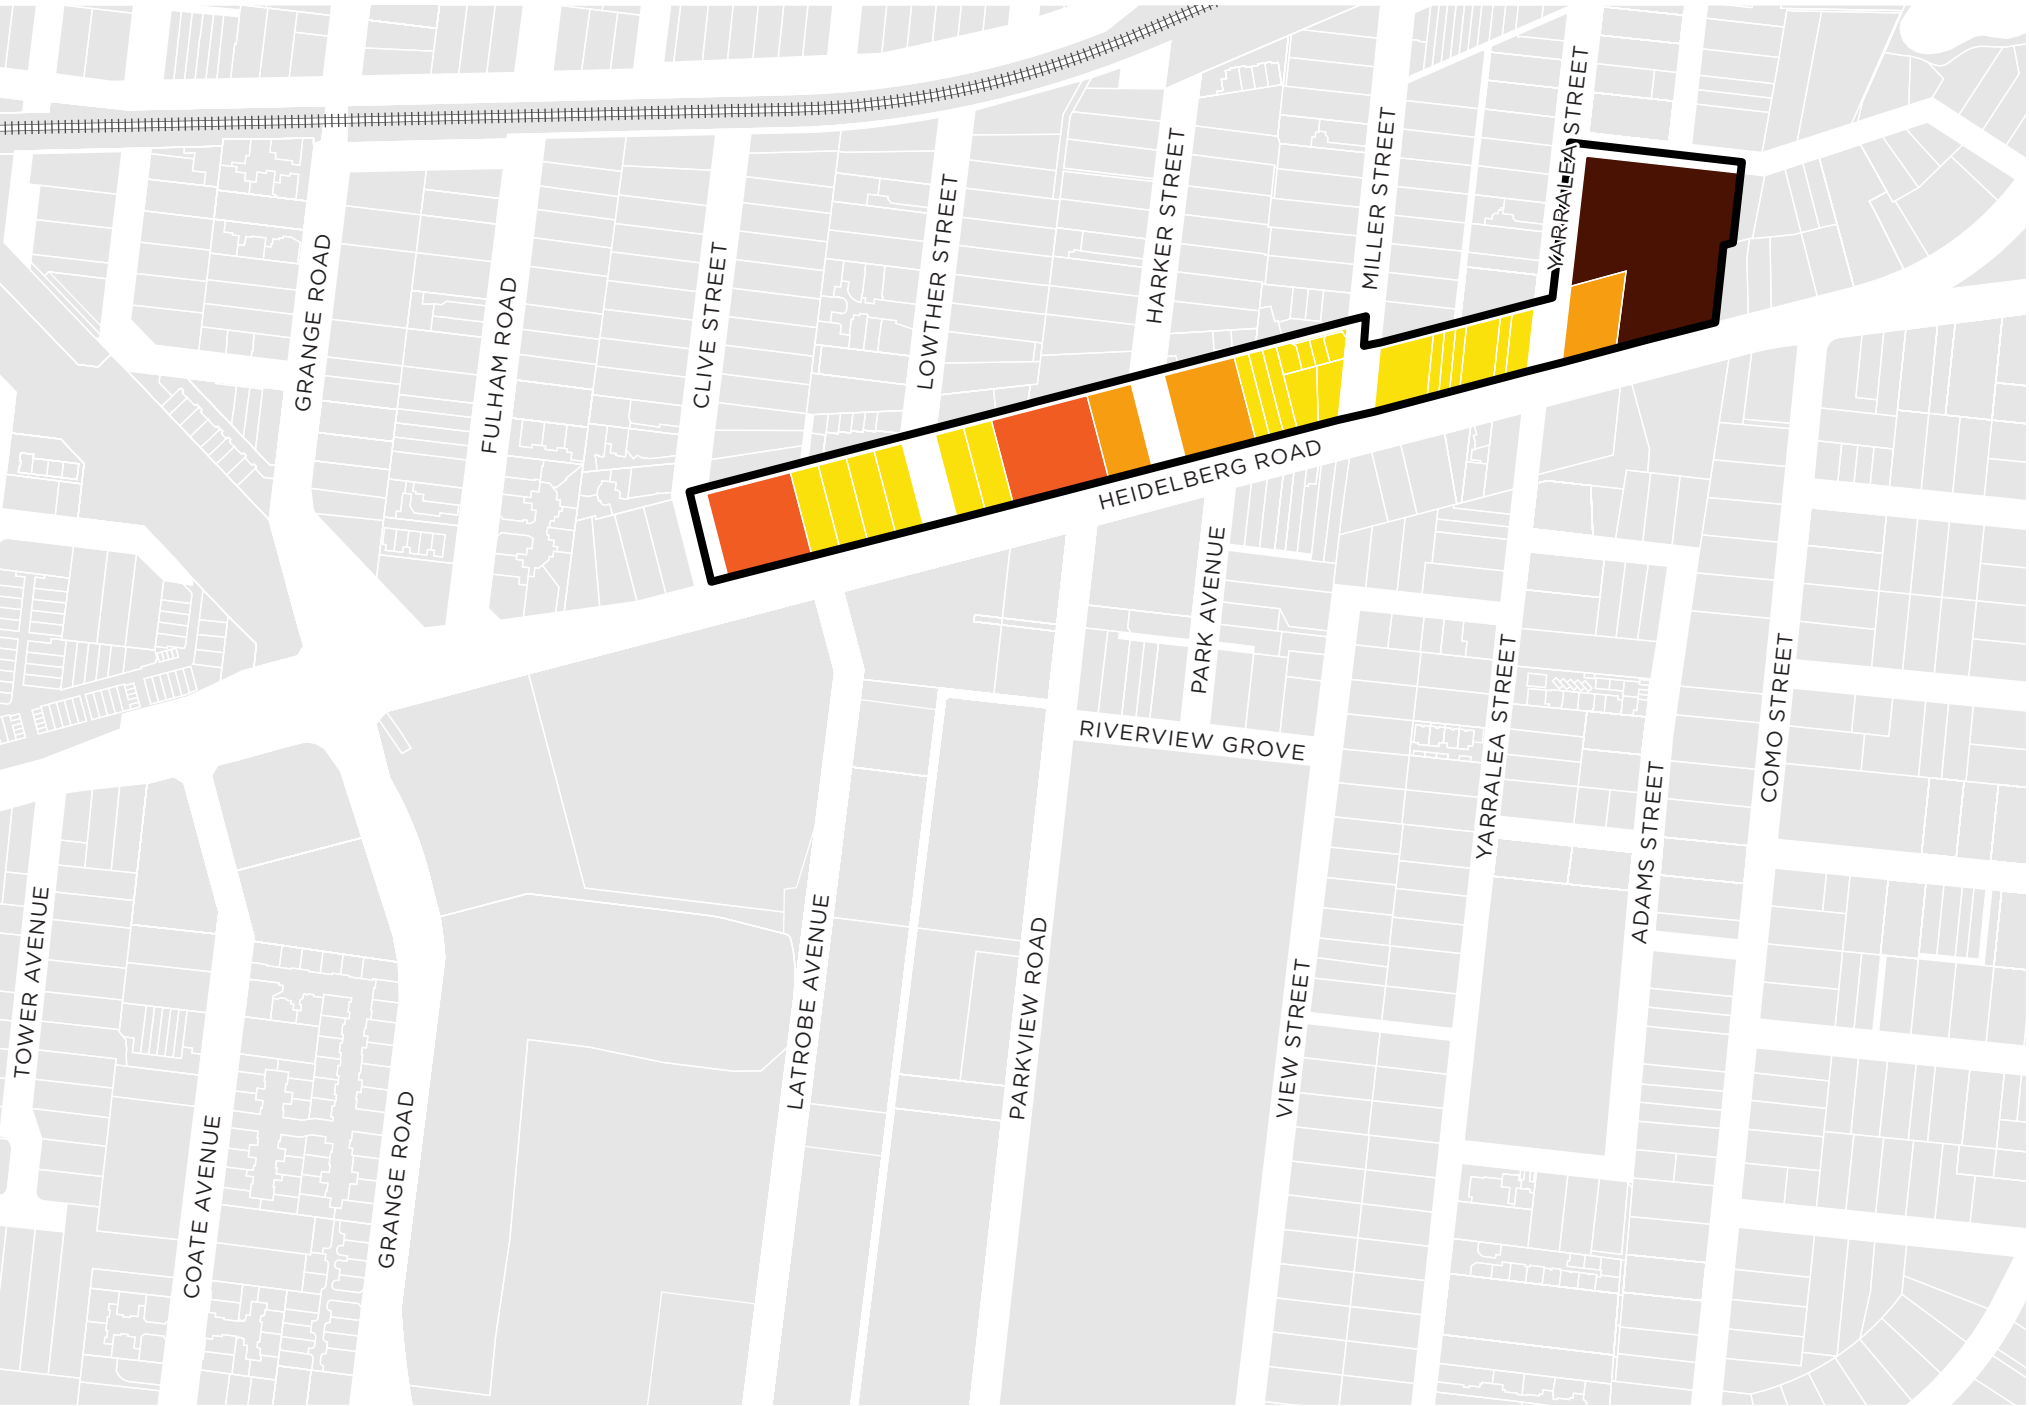 YARRALEA STREET
MILLER STREET
HARKER STREET
LOWTHER STREET
GRANGE ROAD
CLIVE STREET
FULHAM ROAD
HEIDELBERG ROAD
PARK AVENUE
RIVERVIEW GROVE
YARRALEA STREET
COMO STREET
ADAMS STREET
TOWER AVENUE
LATROBE AVENUE
PARKVIEW ROAD
VIEW STREET
COATE AVENUE
GRANGE ROAD